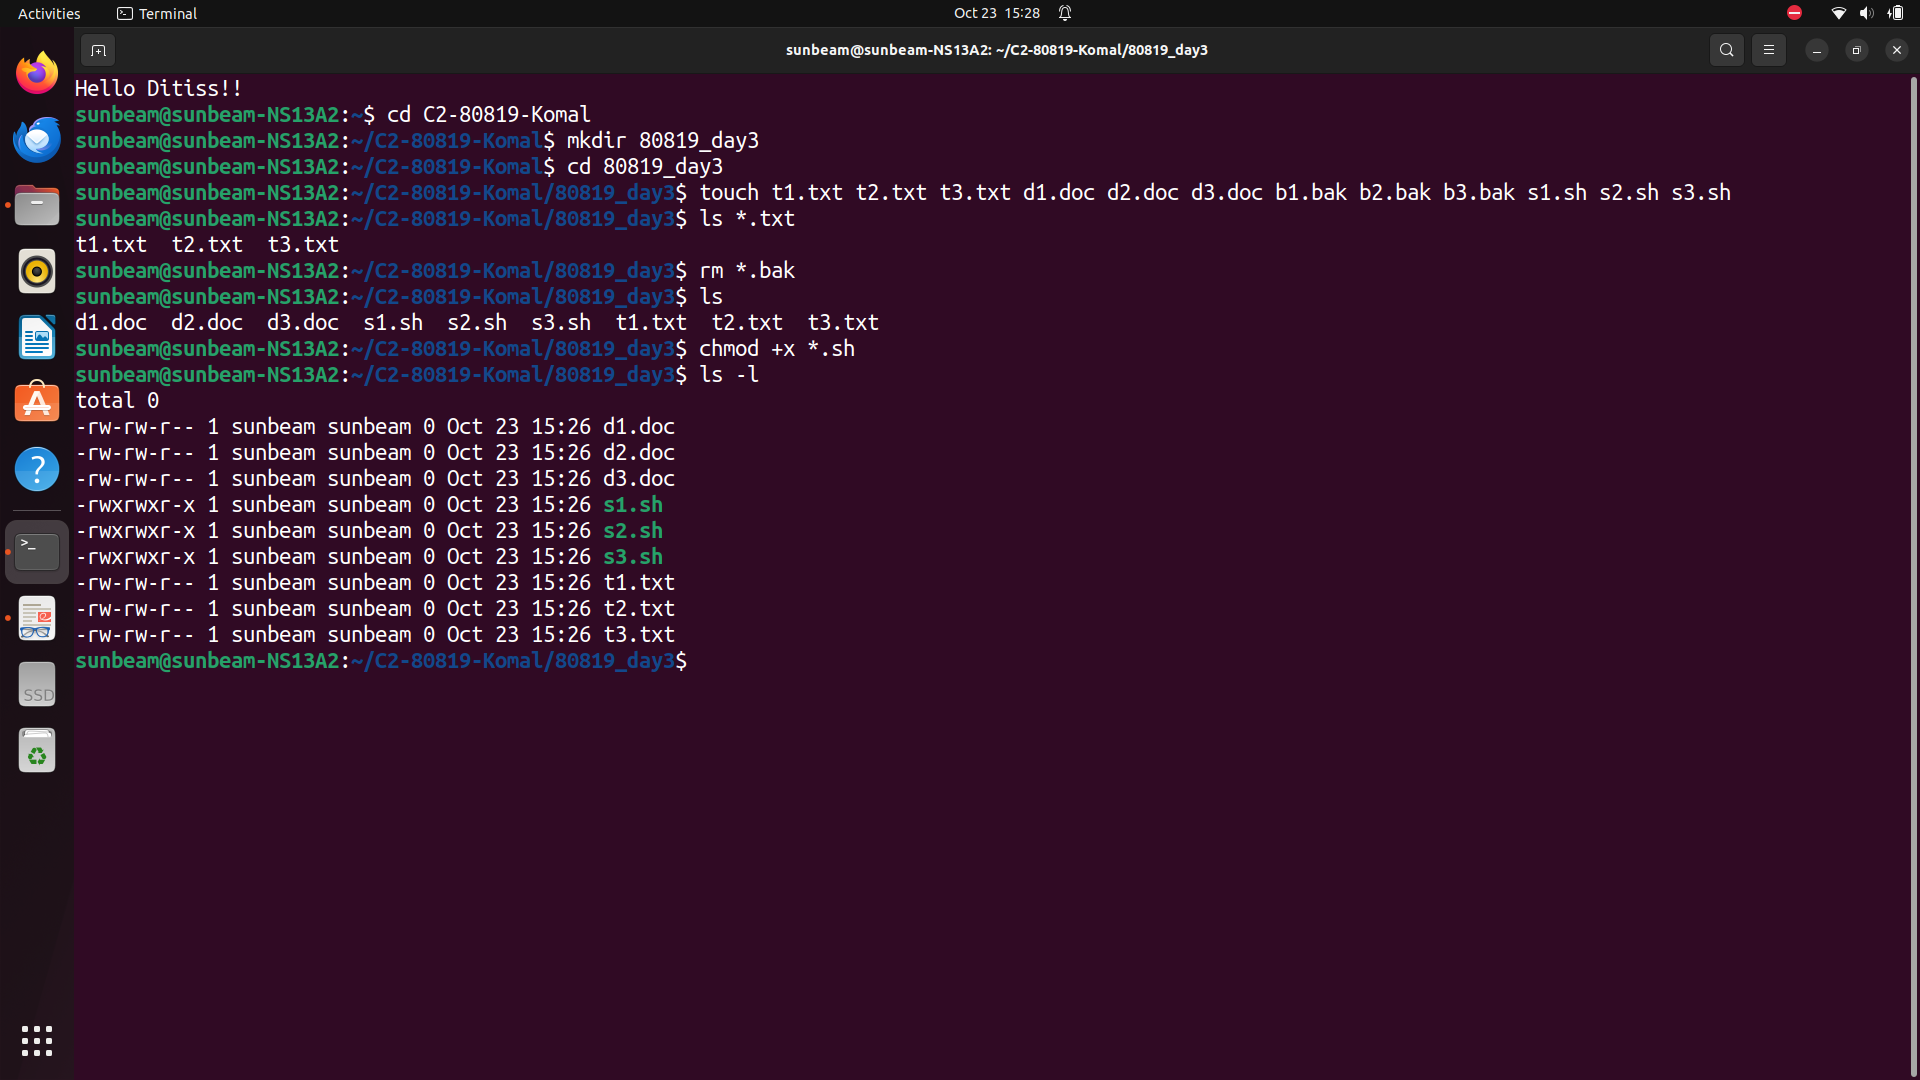 Activities Terminal Oct 23 15:28
sunbeam@sunbeam-NS13A2: ~/C2-80819-Komal/80819_day3
Hello Ditiss!!
sunbeam@sunbeam-NS13A2:~$ cd C2-80819-Komal
sunbeam@sunbeam-NS13A2:~/C2-80819-Komal$ mkdir 80819_day3
sunbeam@sunbeam-NS13A2:~/C2-80819-Komal$ cd 80819_day3
sunbeam@sunbeam-NS13A2:~/C2-80819-Komal/80819_day3$ touch t1.txt t2.txt t3.txt d1.doc d2.doc d3.doc b1.bak b2.bak b3.bak s1.sh s2.sh s3.sh
sunbeam@sunbeam-NS13A2:~/C2-80819-Komal/80819_day3$ ls *.txt
t1.txt  t2.txt  t3.txt
sunbeam@sunbeam-NS13A2:~/C2-80819-Komal/80819_day3$ rm *.bak
sunbeam@sunbeam-NS13A2:~/C2-80819-Komal/80819_day3$ ls
d1.doc  d2.doc  d3.doc  s1.sh  s2.sh  s3.sh  t1.txt  t2.txt  t3.txt
sunbeam@sunbeam-NS13A2:~/C2-80819-Komal/80819_day3$ chmod +x *.sh
sunbeam@sunbeam-NS13A2:~/C2-80819-Komal/80819_day3$ ls -l
total 0
-rw-rw-r-- 1 sunbeam sunbeam 0 Oct 23 15:26 d1.doc
-rw-rw-r-- 1 sunbeam sunbeam 0 Oct 23 15:26 d2.doc
-rw-rw-r-- 1 sunbeam sunbeam 0 Oct 23 15:26 d3.doc
-rwxrwxr-x 1 sunbeam sunbeam 0 Oct 23 15:26 s1.sh
-rwxrwxr-x 1 sunbeam sunbeam 0 Oct 23 15:26 s2.sh
-rwxrwxr-x 1 sunbeam sunbeam 0 Oct 23 15:26 s3.sh
-rw-rw-r-- 1 sunbeam sunbeam 0 Oct 23 15:26 t1.txt
-rw-rw-r-- 1 sunbeam sunbeam 0 Oct 23 15:26 t2.txt
-rw-rw-r-- 1 sunbeam sunbeam 0 Oct 23 15:26 t3.txt
sunbeam@sunbeam-NS13A2:~/C2-80819-Komal/80819_day3$
SSD